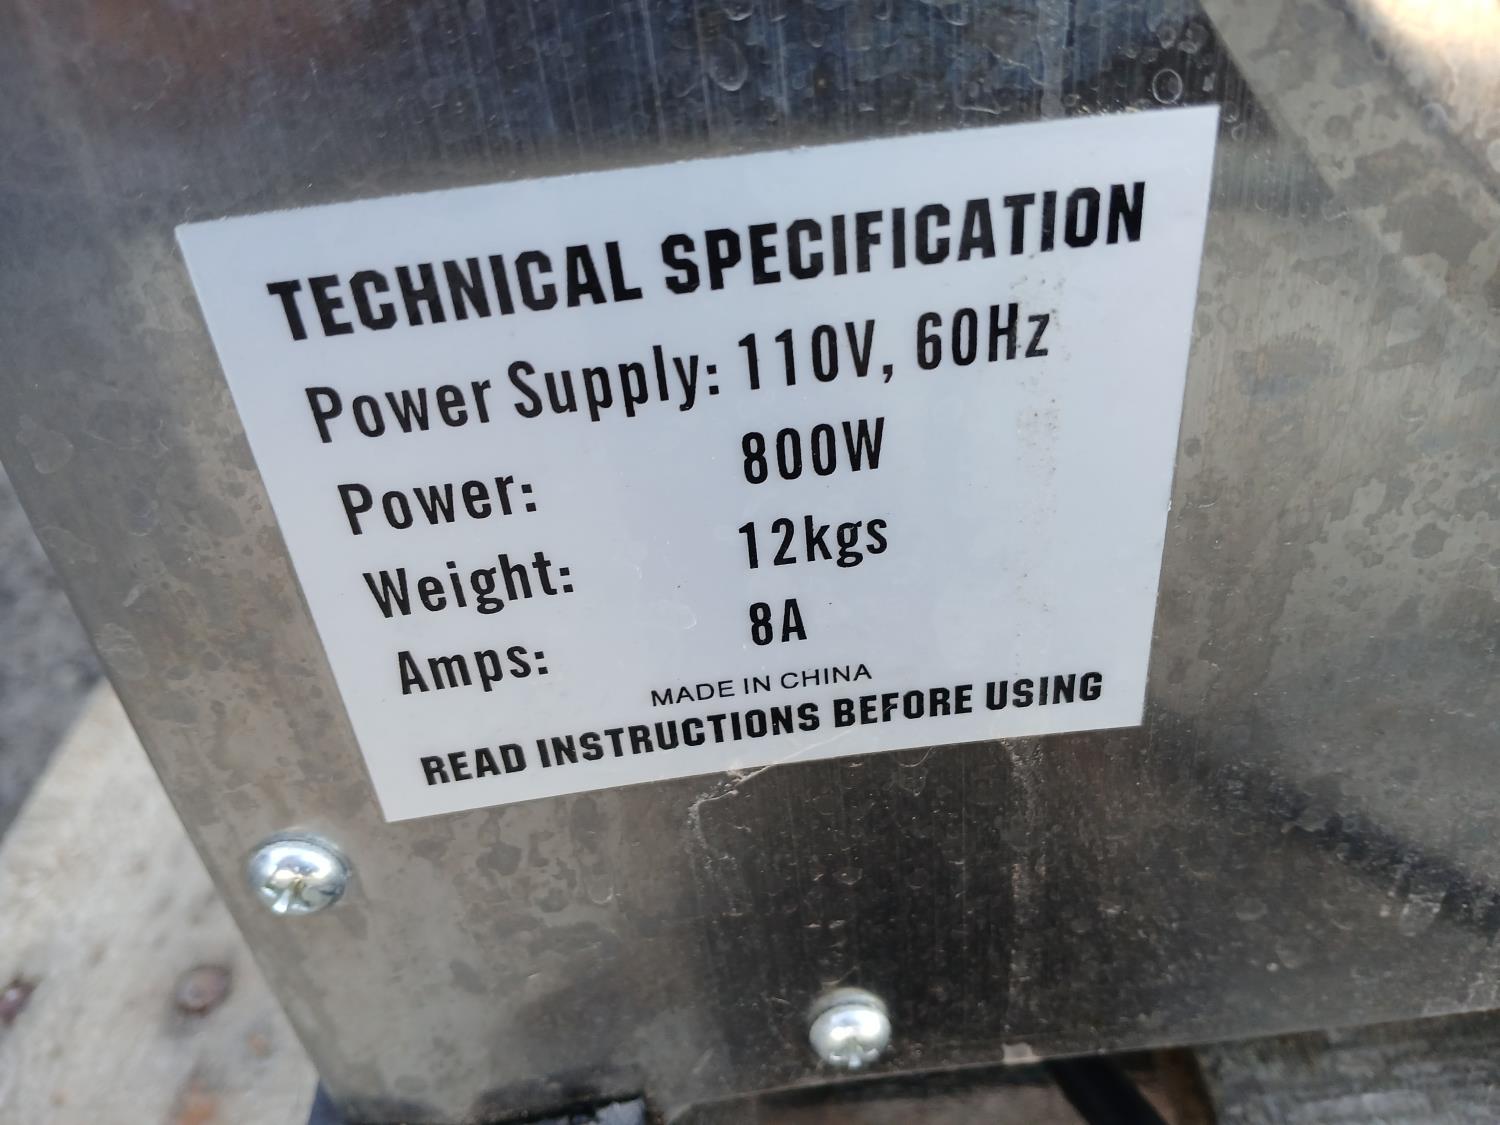 TECHNICAL SPECIFICATION
Power Supply: 110V, 60Hz
Power: 800W
Weight: 12kgs
Amps: 8A
MADE IN CHINA
READ INSTRUCTIONS BEFORE USING